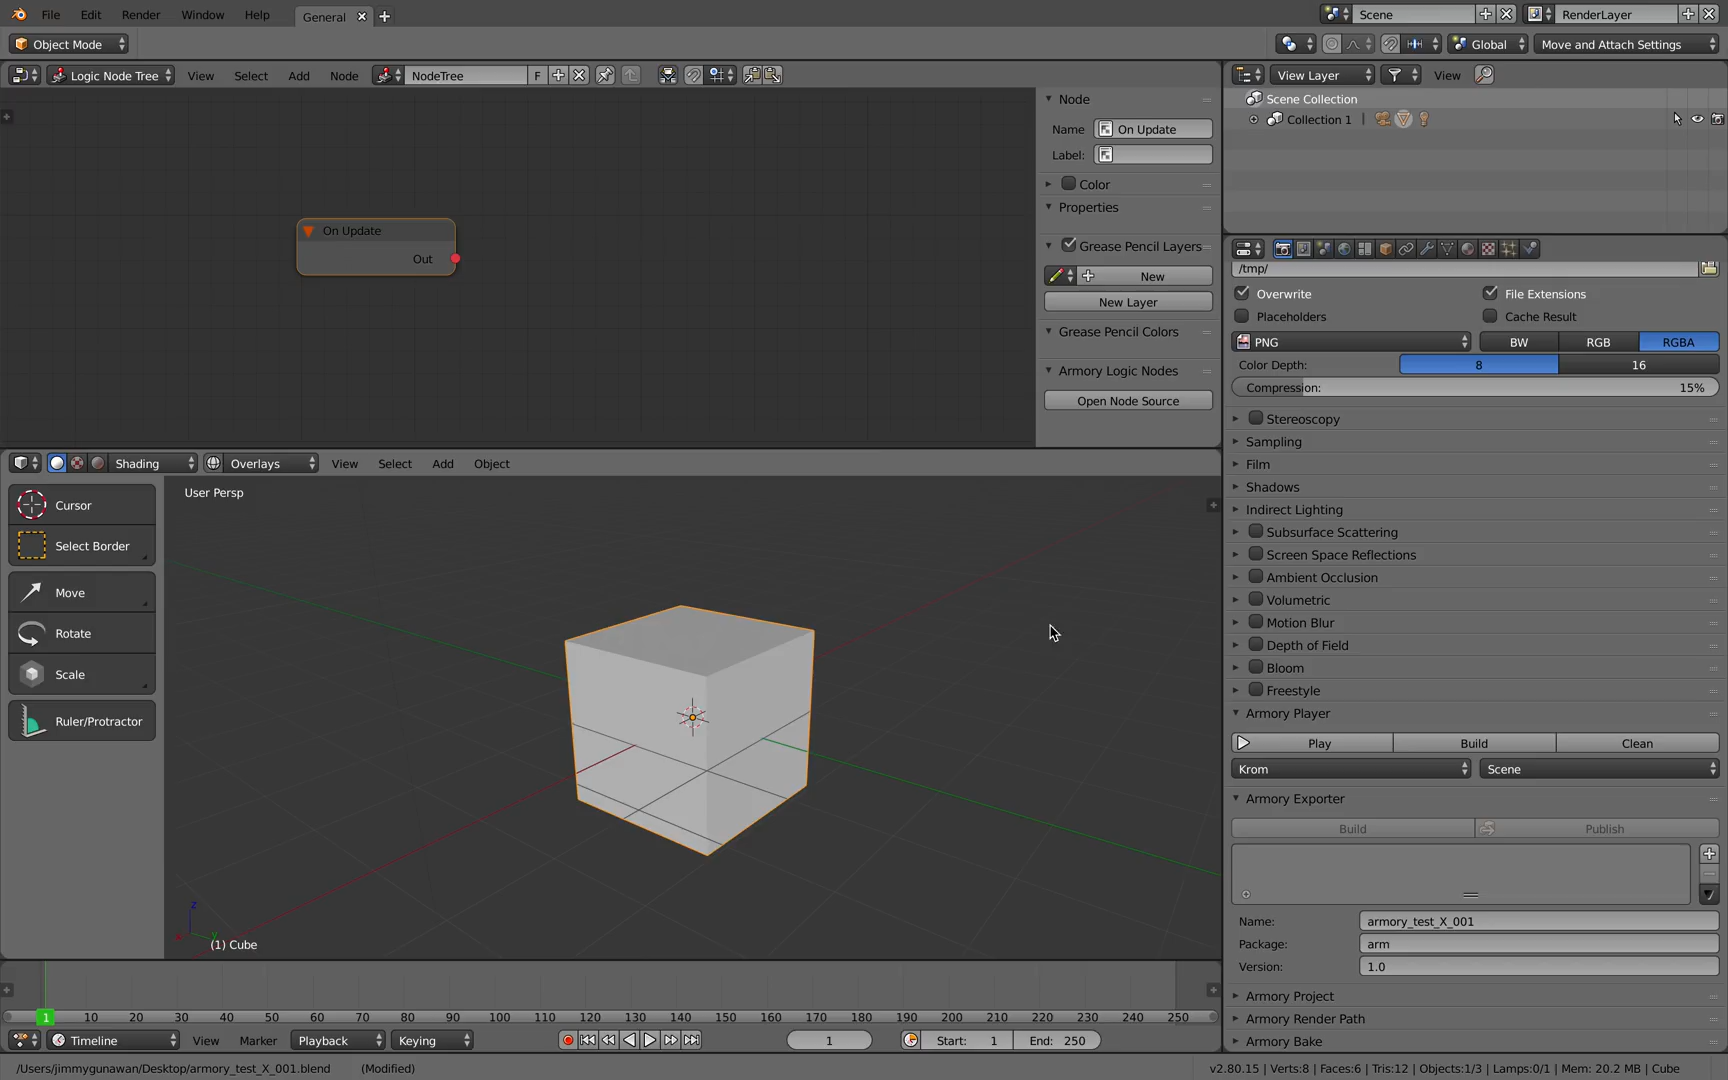 File Edit Render Window Help General Scene RenderLayer
Object Mode Global Move and Attach Settings
Logic Node Tree View Select Add Node NodeTree F View Layer View
Node
Name On Update
Label:
Color
Properties
Grease Pencil Layers
New
New Layer
Grease Pencil Colors
Armory Logic Nodes
Open Node Source
On Update
Out
Scene Collection
Collection 1
/tmp/
Overwrite File Extensions
Placeholders Cache Result
PNG BW RGB RGBA
Color Depth: 8 16
Compression: 15%
Stereoscopy
Sampling
Film
Shadows
Indirect Lighting
Subsurface Scattering
Screen Space Reflections
Ambient Occlusion
Volumetric
Motion Blur
Depth of Field
Bloom
Freestyle
Armory Player
Play Build Clean
Krom Scene
Armory Exporter
Build Publish
Name: armory_test_X_001
Package: arm
Version: 1.0
Armory Project
Armory Render Path
Armory Bake
Shading Overlays View Select Add Object
Cursor
Select Border
Move
Rotate
Scale
Ruler/Protractor
User Persp
z
x y
(1) Cube
1 10 20 30 40 50 60 70 80 90 100 110 120 130 140 150 160 170 180 190 200 210 220 230 240 250
Timeline View Marker Playback Keying 1 Start: 1 End: 250
/Users/jimmygunawan/Desktop/armory_test_X_001.blend (Modified) v2.80.15 | Verts:8 | Faces:6 | Tris:12 | Objects:1/3 | Lamps:0/1 | Mem: 20.2 MB | Cube